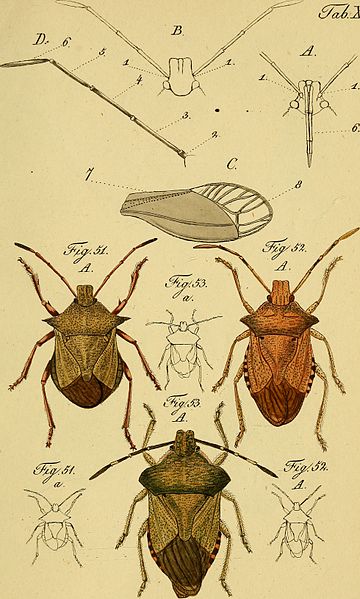 Tab.
D.
B.
A.
6.
5.
4.
3.
2.
1.
1.
1.
1.
6.
C.
7
8
Fig. 51.
A.
Fig. 53.
a.
Fig. 52.
A.
Fig. 53.
A.
Fig. 51.
a.
Fig. 52.
A.